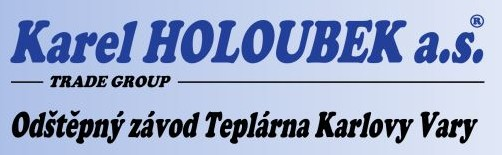 Karel HOLOUBEK a.s.®
TRADE GROUP
Odštěpný závod Teplárna Karlovy Vary